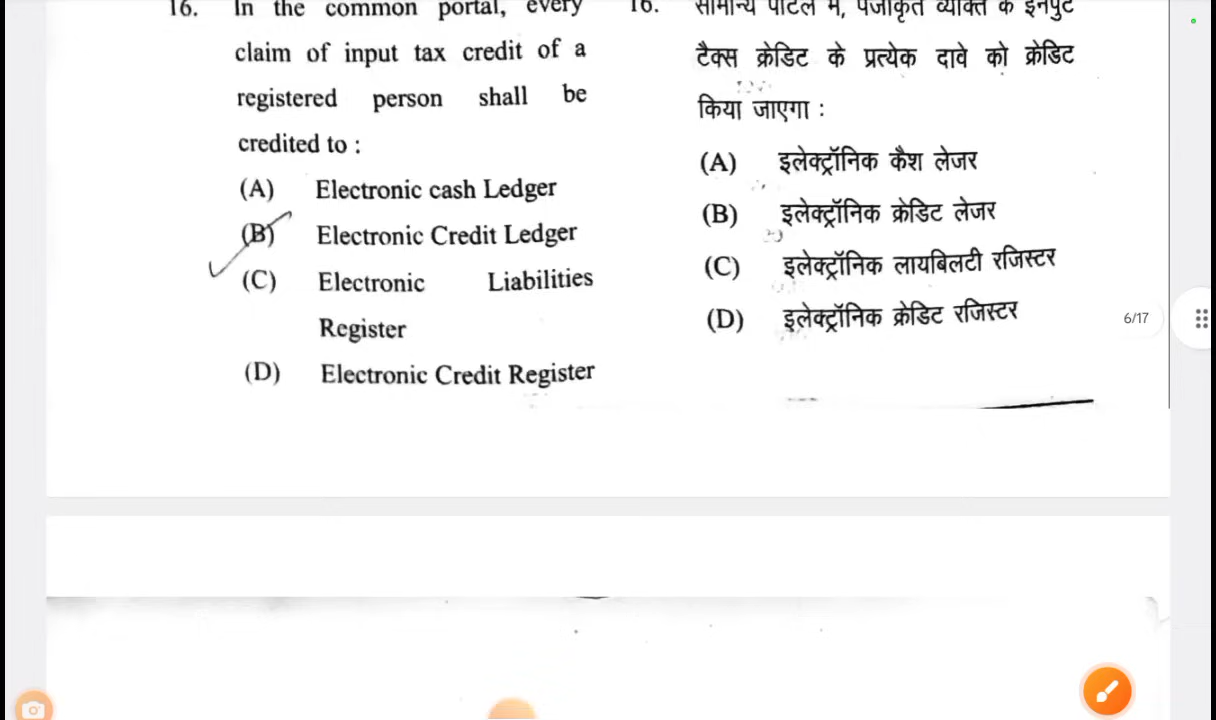 16. In the common portal, every
claim of input tax credit of a
registered person shall be
credited to :
(A) Electronic cash Ledger
(B) Electronic Credit Ledger
(C) Electronic Liabilities
Register
(D) Electronic Credit Register
16. सामान्य पोर्टल में, पंजीकृत व्यक्ति के इनपुट
टैक्स क्रेडिट के प्रत्येक दावे को क्रेडिट
किया जाएगा :
(A) इलेक्ट्रॉनिक कैश लेजर
(B) इलेक्ट्रॉनिक क्रेडिट लेजर
(C) इलेक्ट्रॉनिक लायबिलटी रजिस्टर
(D) इलेक्ट्रॉनिक क्रेडिट रजिस्टर
6/17